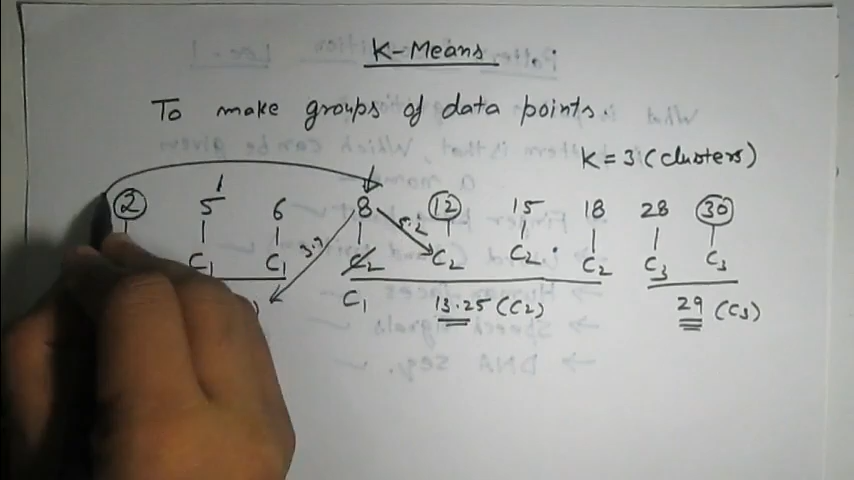 K-Means.
To make groups of data points.
K = 3 (clusters)
2 5 6 8 12 15 18 28 30
3.7 5.2
C1 C1 C2 C2 C2 C2 C3 C3
C1 13.25 (C2) 29 (C3)